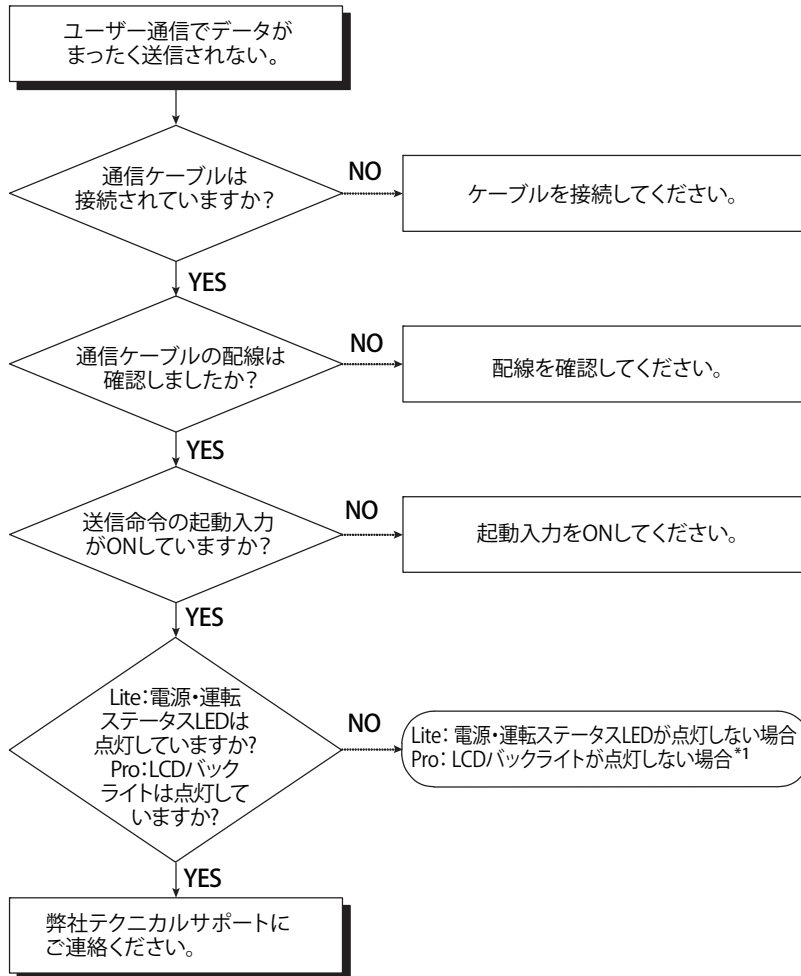 ユーザー通信でデータが
まったく送信されない。
通信ケーブルは
接続されていますか？
NO
ケーブルを接続してください。
YES
通信ケーブルの配線は
確認しましたか？
NO
配線を確認してください。
YES
送信命令の起動入力
がONしていますか？
NO
起動入力をONしてください。
YES
Lite：電源・運転
ステータスLEDは
点灯していますか?
Pro：LCDバック
ライトは点灯して
いますか?
NO
Lite： 電源・運転ステータスLEDが点灯しない場合
Pro： LCDバックライトが点灯しない場合*1
YES
弊社テクニカルサポートに
ご連絡ください。